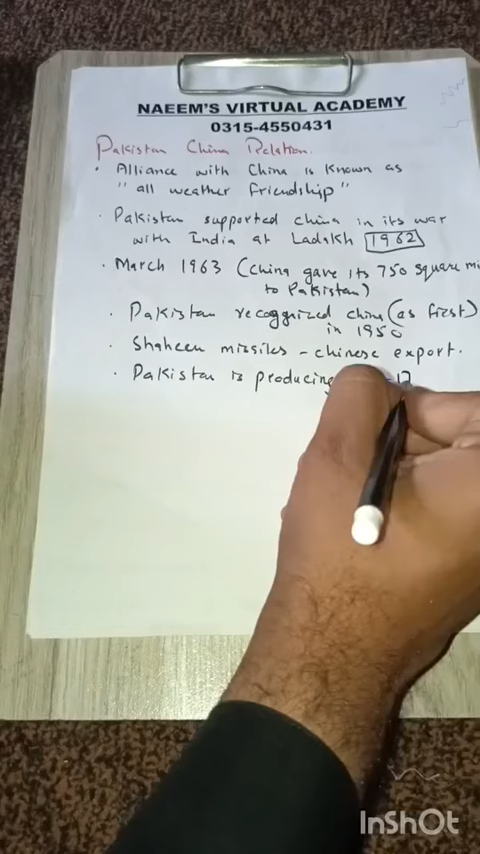 NAEEM'S VIRTUAL ACADEMY
0315-4550431
Pakistan China Relation.
• Alliance with China is known as
"all weather friendship"
• Pakistan supported china in its war
with India at Ladakh 1962
• March 1963 (China gave its 750 square
to Pakistan)
• Pakistan recognized china (as first)
in 1950
• Shaheen missiles - chinese export.
• Pakistan is producing
InShOt